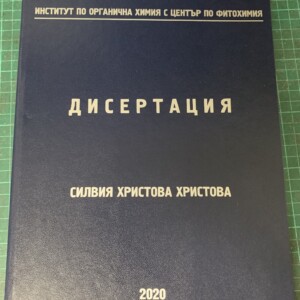 ИНСТИТУТ ПО ОРГАНИЧНА ХИМИЯ С ЦЕНТЪР ПО ФИТОХИМИЯ
ДИСЕРТАЦИЯ
СИЛВИЯ ХРИСТОВА ХРИСТОВА
2020